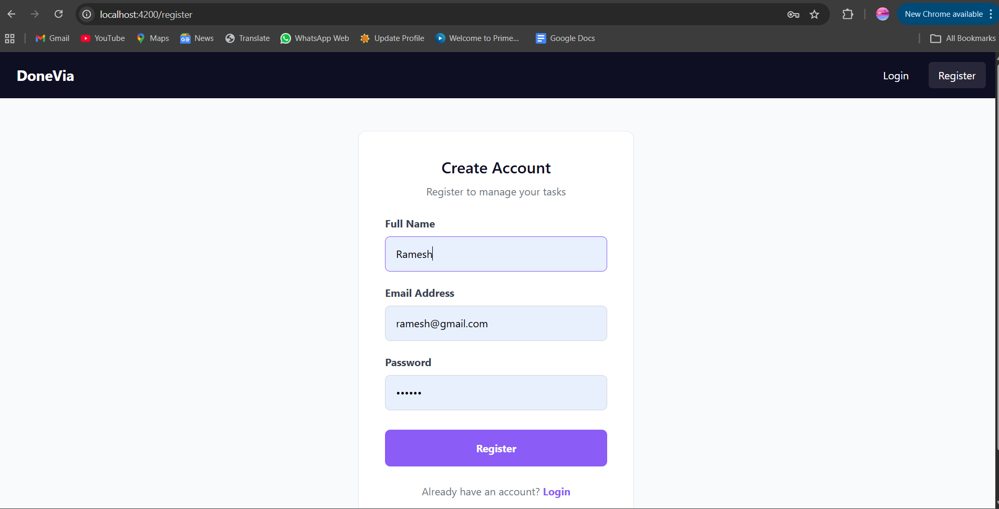 localhost:4200/register
New Chrome available
Gmail YouTube Maps News Translate WhatsApp Web Update Profile Welcome to Prime... Google Docs All Bookmarks
DoneVia Login Register
Create Account
Register to manage your tasks
Full Name
Ramesh
Email Address
ramesh@gmail.com
Password
••••••
Register
Already have an account? Login